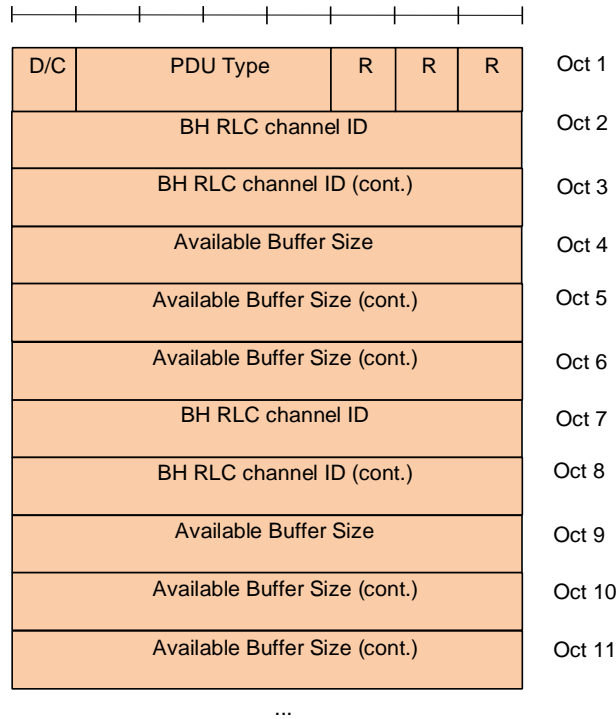 D/C PDU Type R R R Oct 1
BH RLC channel ID Oct 2
BH RLC channel ID (cont.) Oct 3
Available Buffer Size Oct 4
Available Buffer Size (cont.) Oct 5
Available Buffer Size (cont.) Oct 6
BH RLC channel ID Oct 7
BH RLC channel ID (cont.) Oct 8
Available Buffer Size Oct 9
Available Buffer Size (cont.) Oct 10
Available Buffer Size (cont.) Oct 11
...